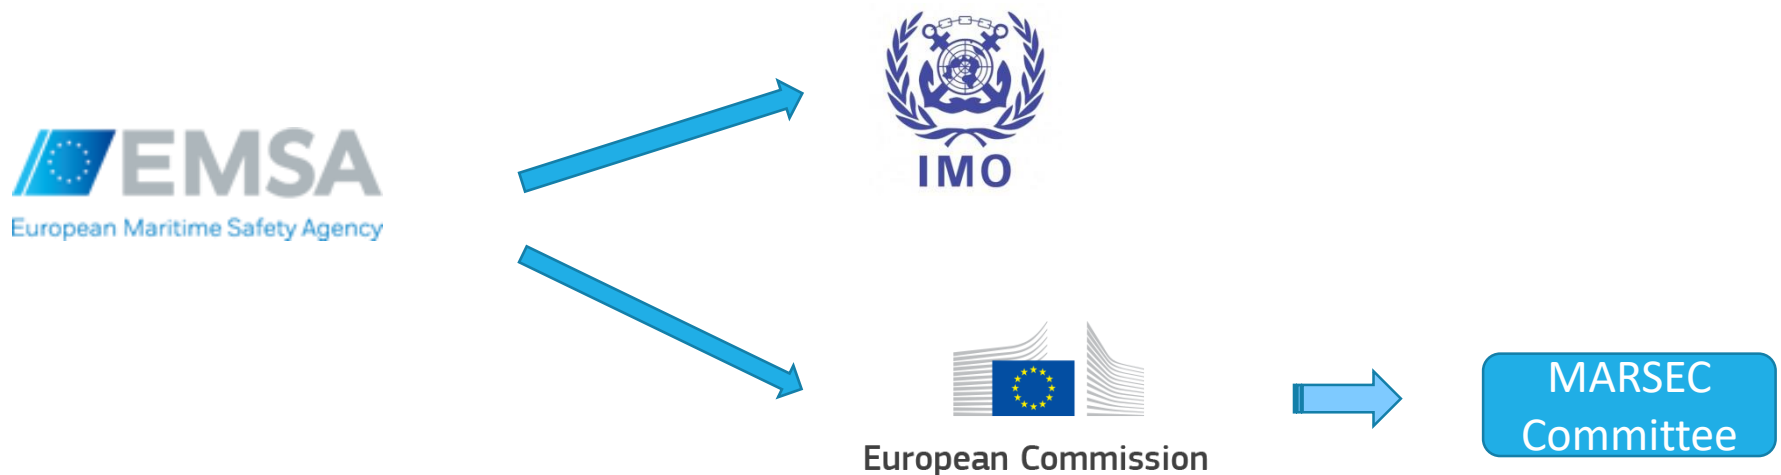 EMSA
European Maritime Safety Agency
IMO
European Commission
MARSEC
Committee